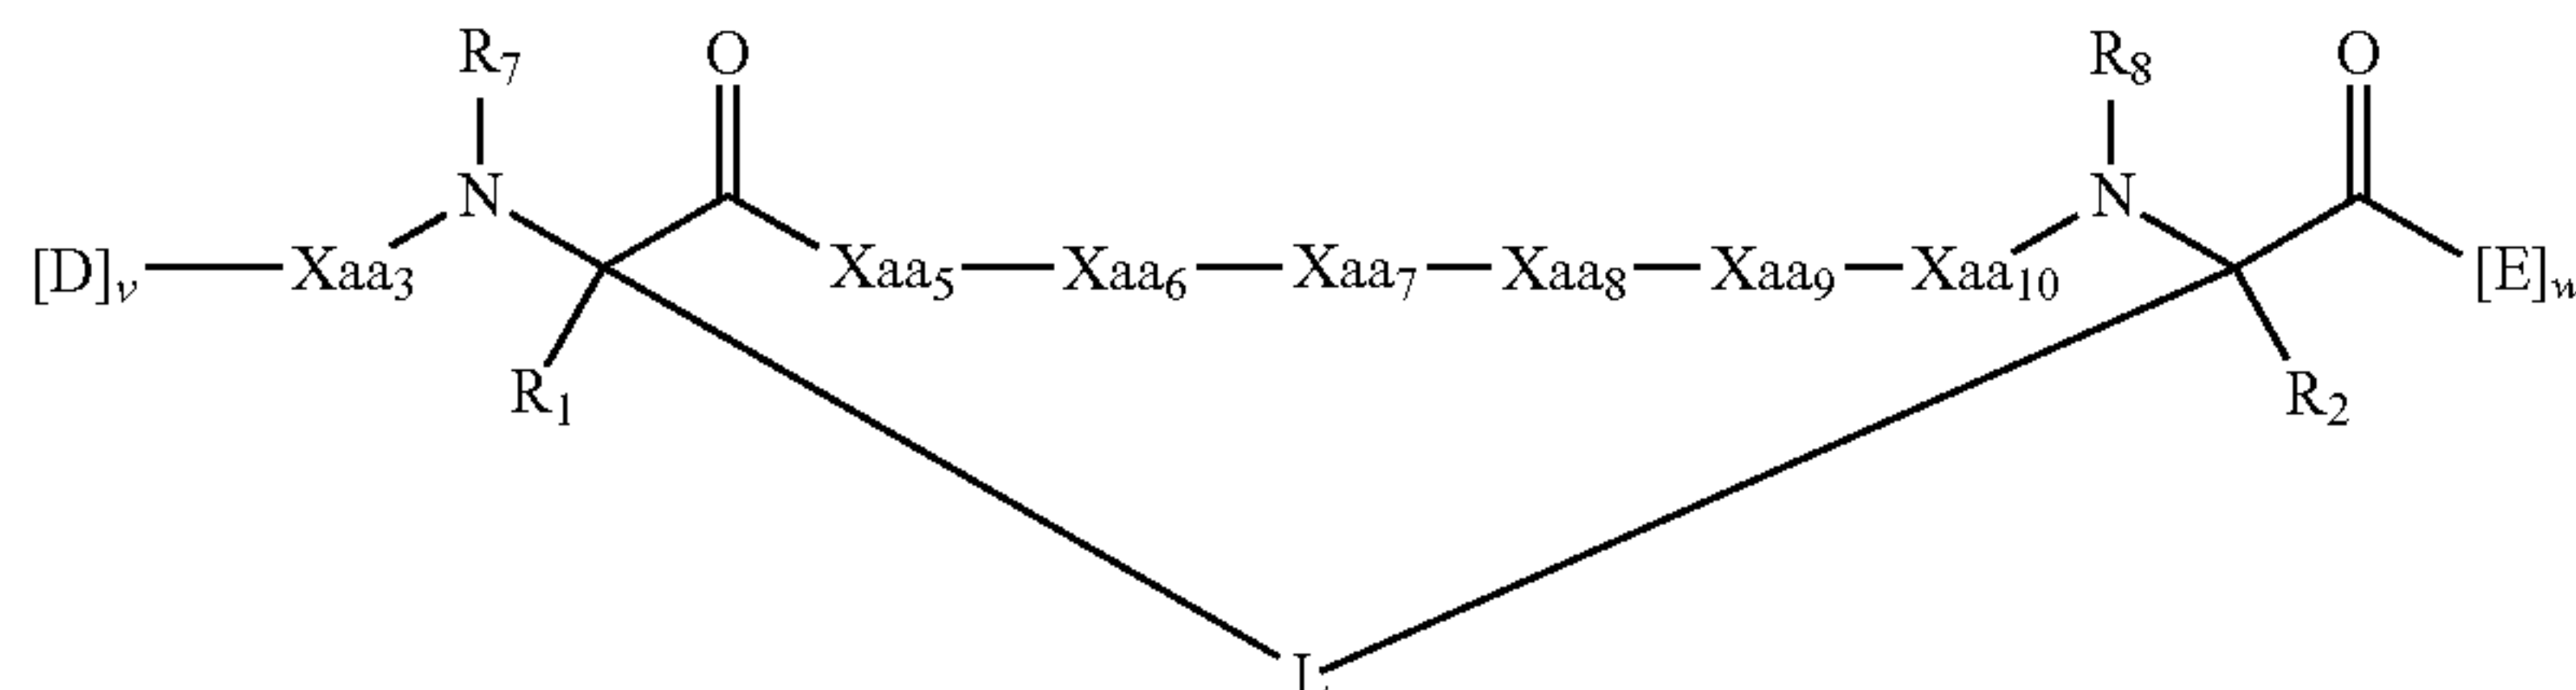 R₇ O R₈ O
N N
[D]ᵥ Xaa₃ Xaa₅ Xaa₆ Xaa₇ Xaa₈ Xaa₉ Xaa₁₀ [E]w
R₁ R₂
L